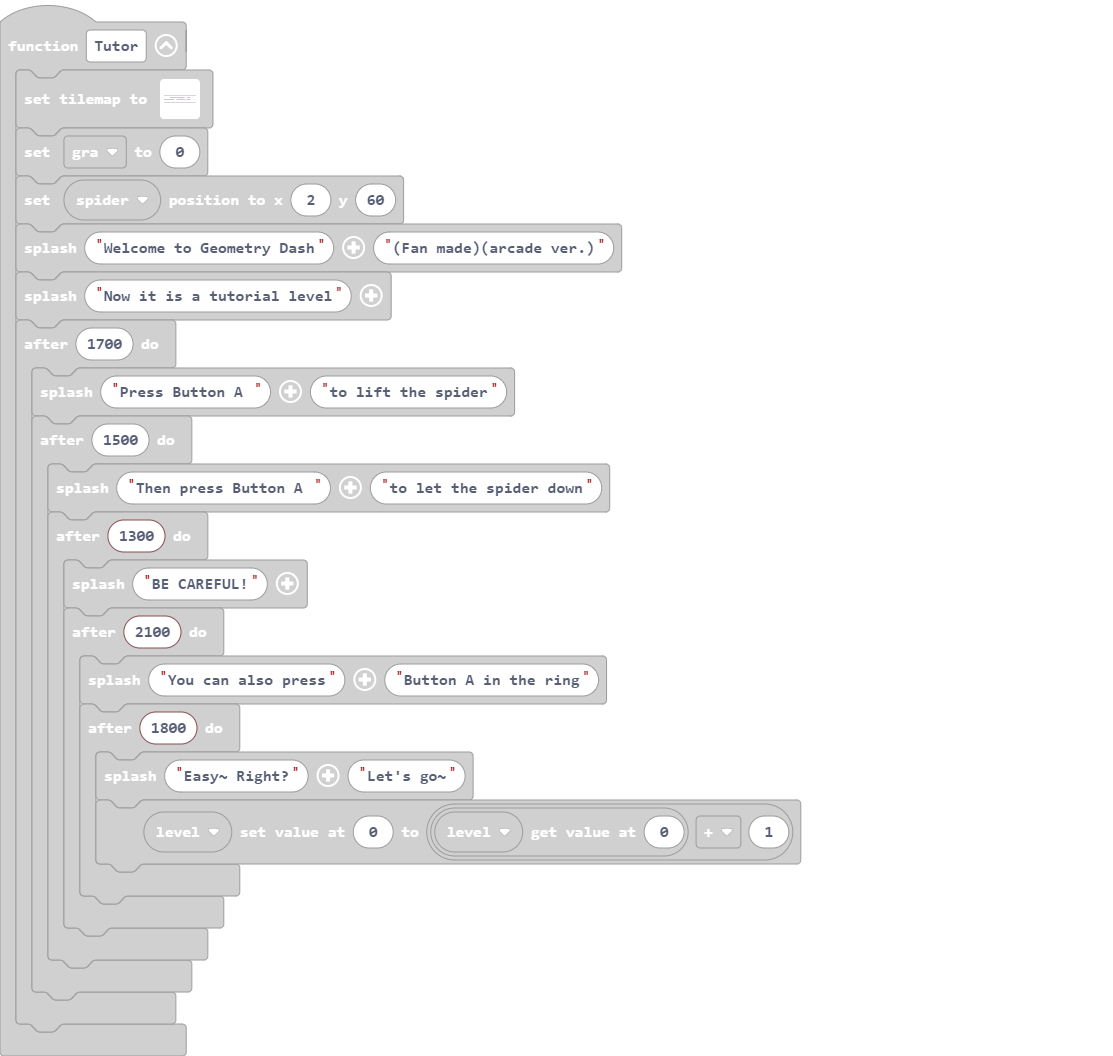 function Tutor
set tilemap to
set gra to 0
set spider position to x 2 y 60
splash "Welcome to Geometry Dash" "(Fan made)(arcade ver.)"
splash "Now it is a tutorial level"
after 1700 do
splash "Press Button A " "to lift the spider"
after 1500 do
splash "Then press Button A " "to let the spider down"
after 1300 do
splash "BE CAREFUL!"
after 2100 do
splash "You can also press" "Button A in the ring"
after 1800 do
splash "Easy~ Right?" "Let's go~"
level set value at 0 to level get value at 0 + 1